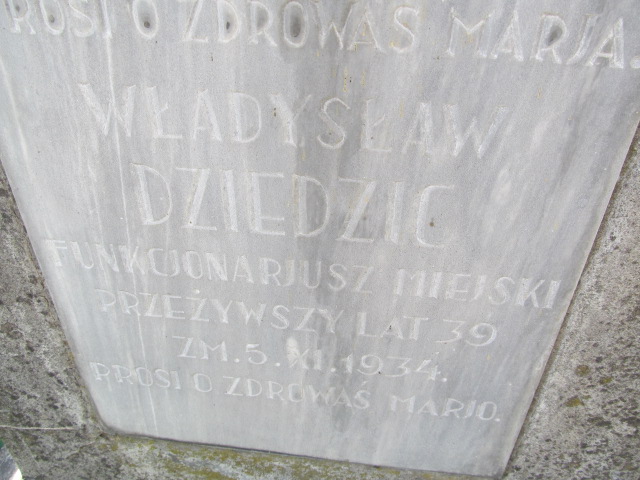 PROSI O ZDROWAŚ MARJA.
WŁADYSŁAW
DZIEDZIC
FUNKCJONARJUSZ MIEJSKI
PRZEŻYWSZY LAT 39
ZM. 5. XI. 1934.
PROSI O ZDROWAŚ MARJO.